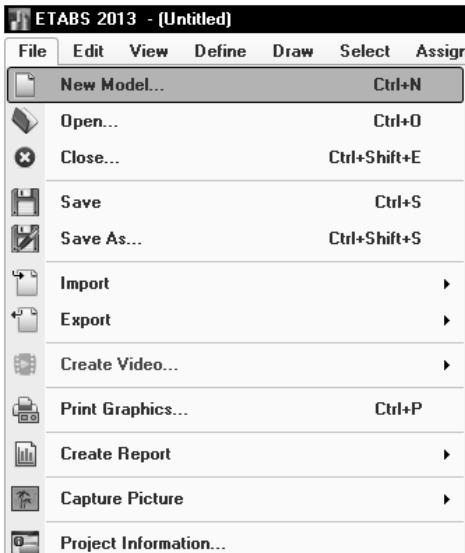 ETABS 2013 - (Untitled)
File Edit View Define Draw Select Assign
New Model... Ctrl+N
Open... Ctrl+O
Close... Ctrl+Shift+E
Save Ctrl+S
Save As... Ctrl+Shift+S
Import
Export
Create Video...
Print Graphics... Ctrl+P
Create Report
Capture Picture
Project Information...